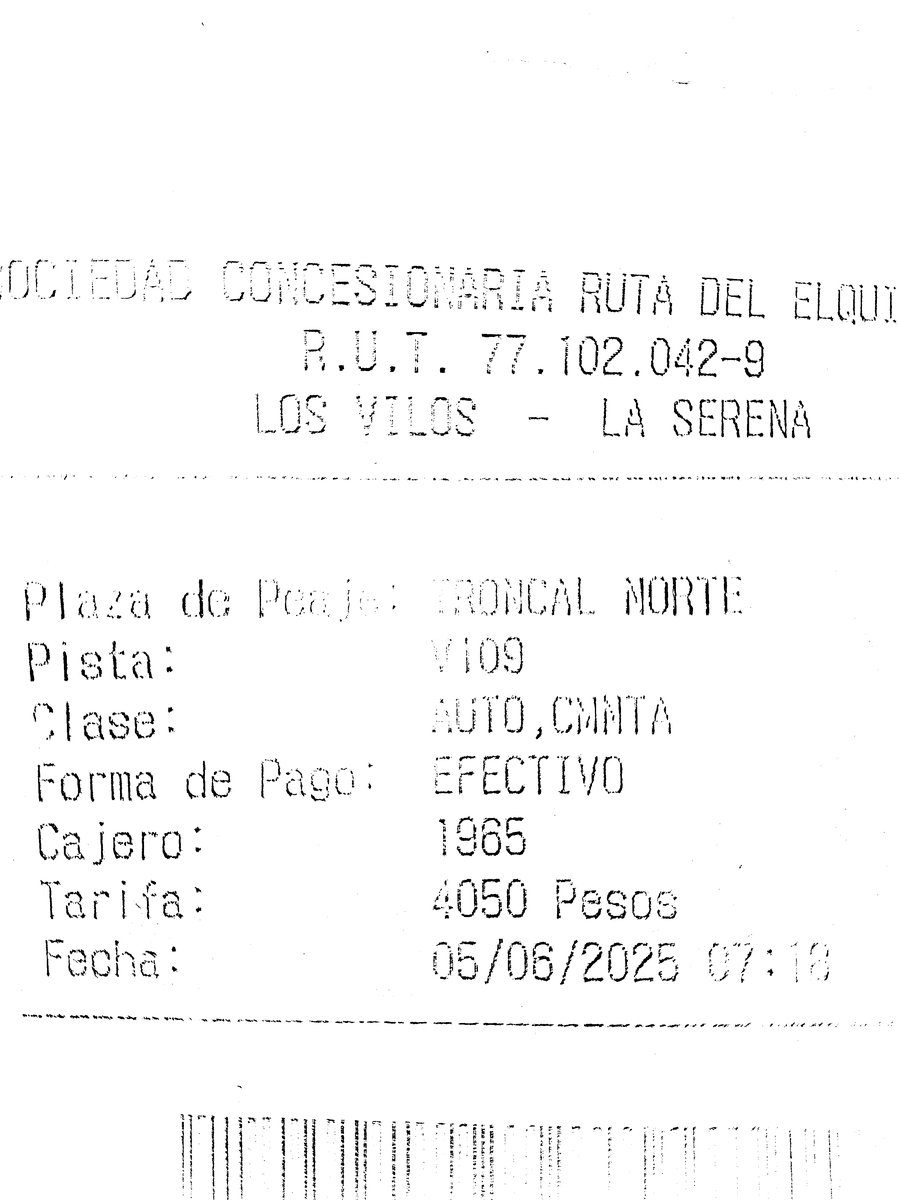 SOCIEDAD CONCESIONARIA RUTA DEL ELQUI
R.U.T. 77.102.042-9
LOS VILOS - LA SERENA
Plaza de Peaje: TRONCAL NORTE
Pista: V109
Clase: AUTO,CMNTA
Forma de Pago: EFECTIVO
Cajero: 1965
Tarifa: 4050 Pesos
Fecha: 05/06/2025 07:18